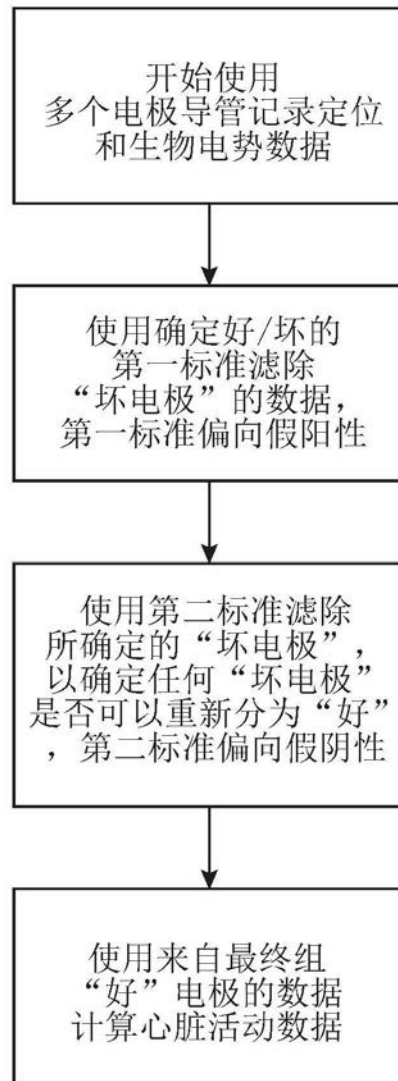 开始使用
多个电极导管记录定位
和生物电势数据
使用确定好/坏的
第一标准滤除
“坏电极”的数据，
第一标准偏向假阳性
使用第二标准滤除
所确定的“坏电极”，
以确定任何“坏电极”
是否可以重新分为“好”
，第二标准偏向假阴性
使用来自最终组
“好”电极的数据
计算心脏活动数据